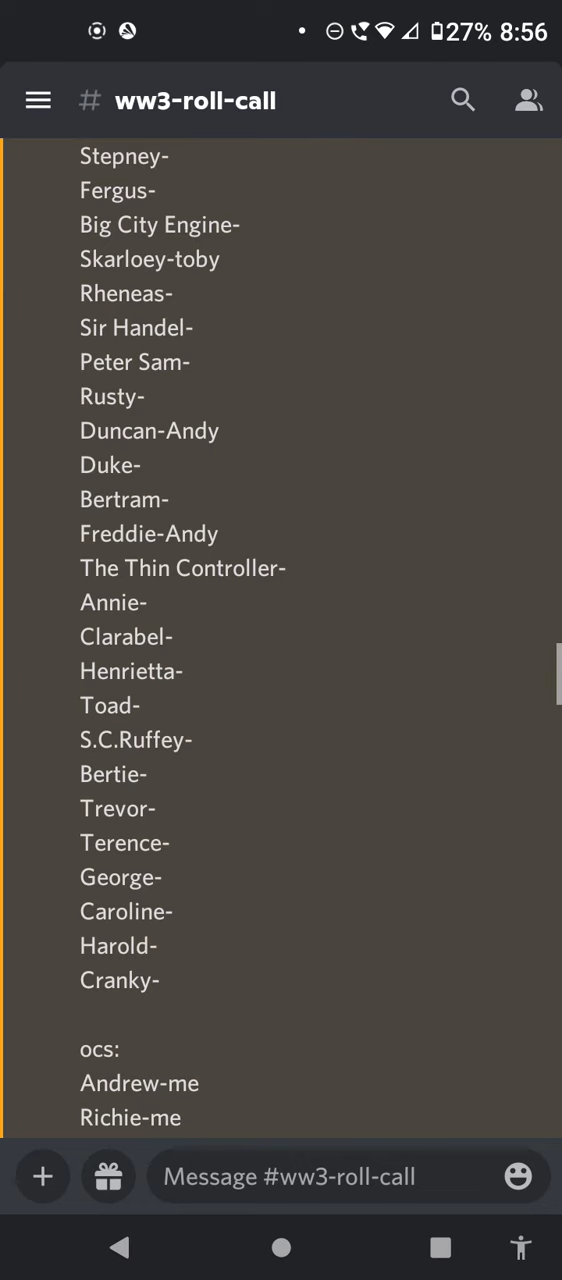 27% 8:56
# ww3-roll-call
Stepney-
Fergus-
Big City Engine-
Skarloey-toby
Rheneas-
Sir Handel-
Peter Sam-
Rusty-
Duncan-Andy
Duke-
Bertram-
Freddie-Andy
The Thin Controller-
Annie-
Clarabel-
Henrietta-
Toad-
S.C.Ruffey-
Bertie-
Trevor-
Terence-
George-
Caroline-
Harold-
Cranky-
ocs:
Andrew-me
Richie-me
Message #ww3-roll-call